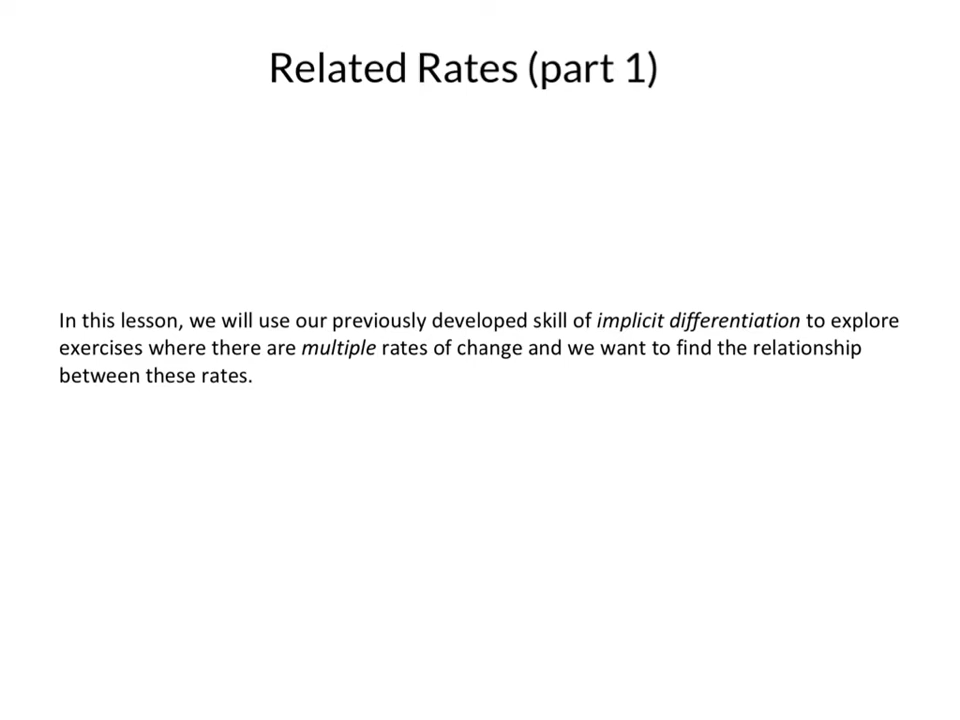 Related Rates (part 1)
In this lesson, we will use our previously developed skill of implicit differentiation to explore
exercises where there are multiple rates of change and we want to find the relationship
between these rates.